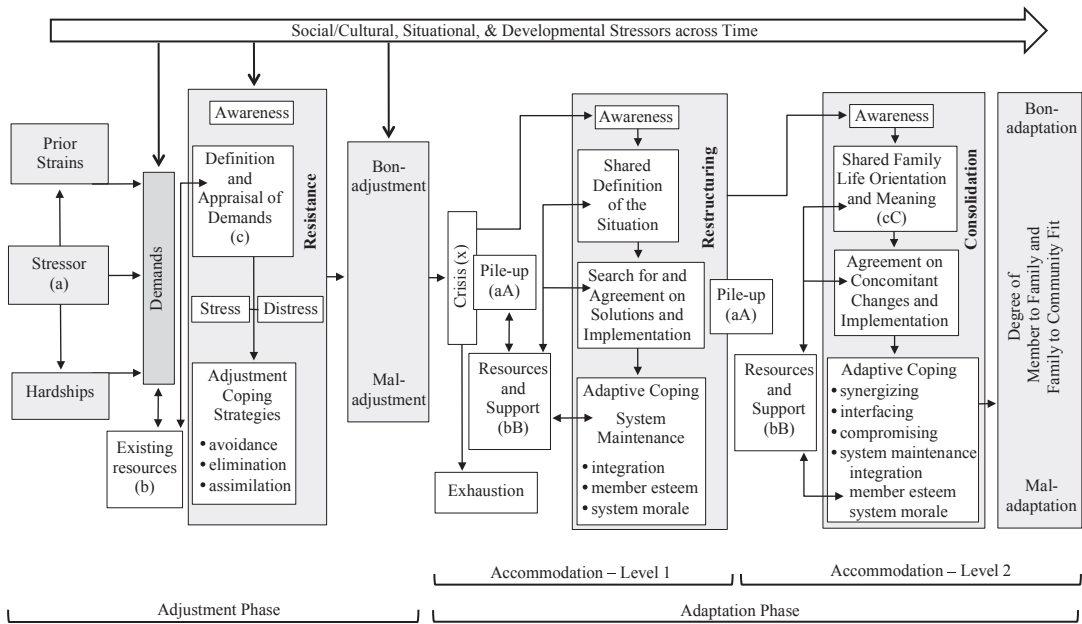 Social/Cultural, Situational, & Developmental Stressors across Time
Prior
Strains
Stressor
(a)
Hardships
Demands
Existing
resources
(b)
Awareness
Definition
and
Appraisal of
Demands
(c)
Stress
Distress
Adjustment
Coping
Strategies
• avoidance
• elimination
• assimilation
Resistance
Bon-
adjustment
Mal-
adjustment
Crisis (x)
Pile-up
(aA)
Resources
and
Support
(bB)
Exhaustion
Awareness
Shared
Definition
of the
Situation
Search for and
Agreement on
Solutions and
Implementation
Adaptive Coping
System
Maintenance
• integration
• member esteem
• system morale
Restructuring
Pile-up
(aA)
Resources
and
Support
(bB)
Awareness
Shared Family
Life Orientation
and Meaning
(cC)
Agreement on
Concomitant
Changes and
Implementation
Adaptive Coping
• synergizing
• interfacing
• compromising
• system maintenance
integration
member esteem
system morale
Consolidation
Bon-
adaptation
Degree of
Member to Family and
Family to Community Fit
Mal-
adaptation
Accommodation – Level 1
Accommodation – Level 2
Adjustment Phase
Adaptation Phase